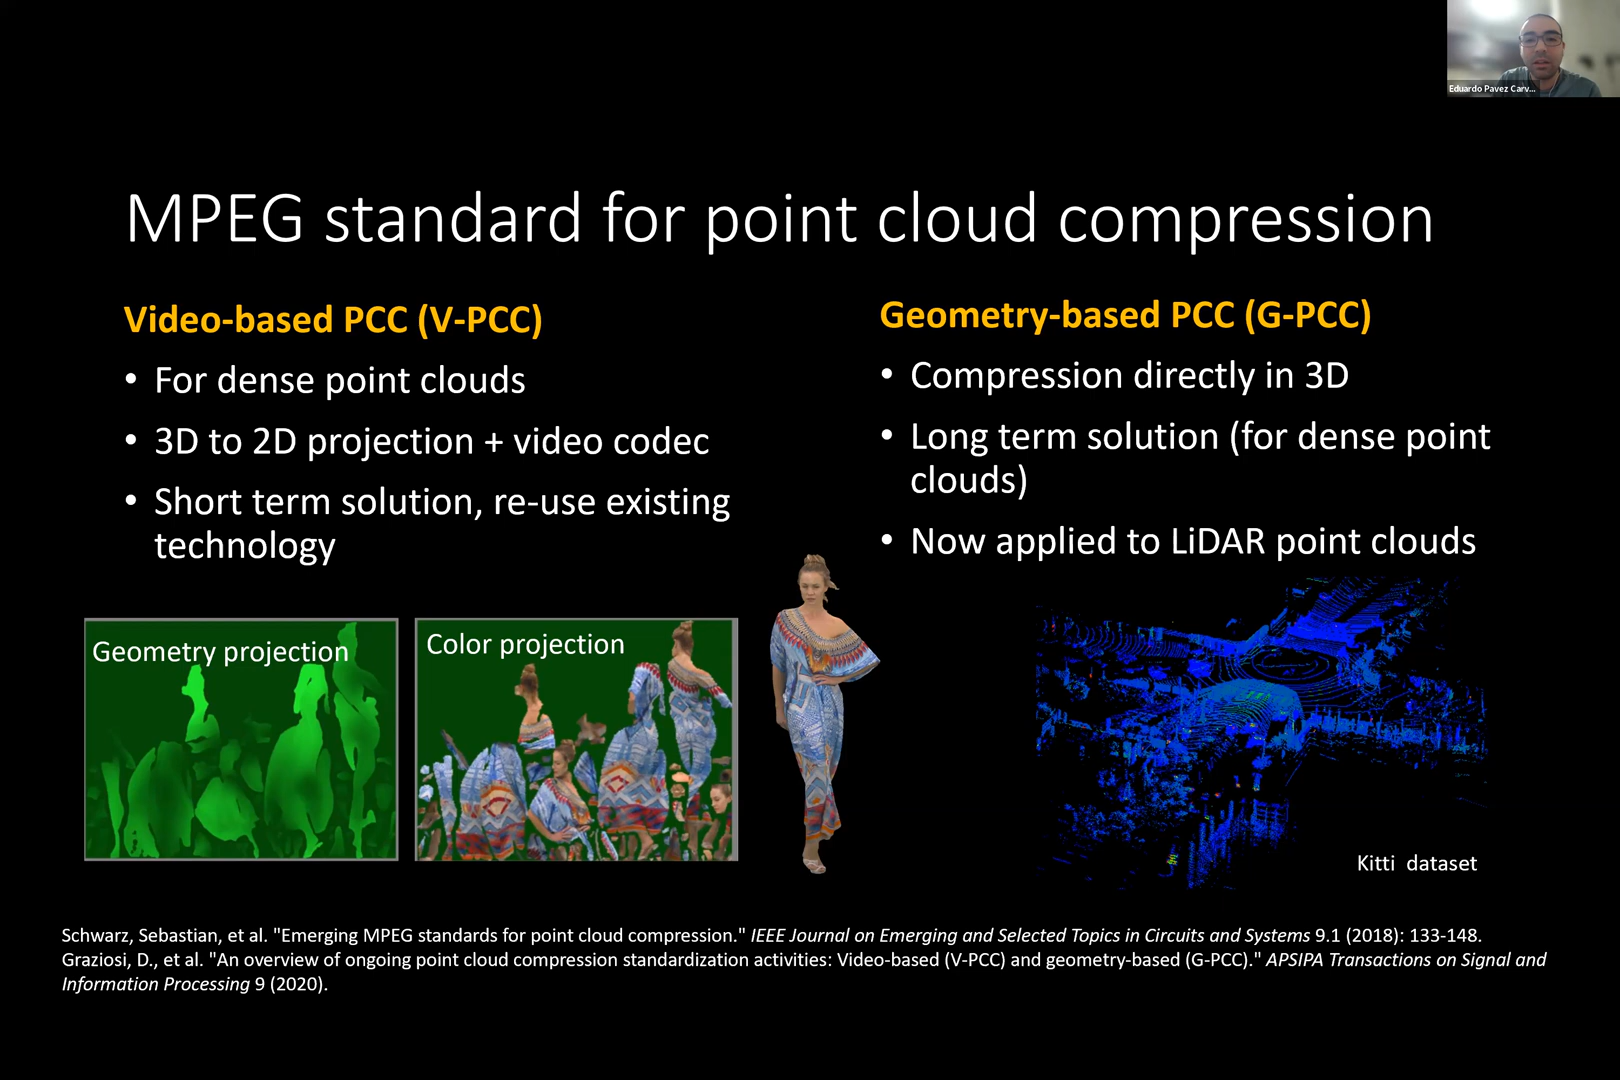 Eduardo Pavez Carv...
MPEG standard for point cloud compression
Video-based PCC (V-PCC)
• For dense point clouds
• 3D to 2D projection + video codec
• Short term solution, re-use existing
technology
Geometry-based PCC (G-PCC)
• Compression directly in 3D
• Long term solution (for dense point
clouds)
• Now applied to LiDAR point clouds
Geometry projection
Color projection
Kitti dataset
Schwarz, Sebastian, et al. "Emerging MPEG standards for point cloud compression." IEEE Journal on Emerging and Selected Topics in Circuits and Systems 9.1 (2018): 133-148.
Graziosi, D., et al. "An overview of ongoing point cloud compression standardization activities: Video-based (V-PCC) and geometry-based (G-PCC)." APSIPA Transactions on Signal and
Information Processing 9 (2020).